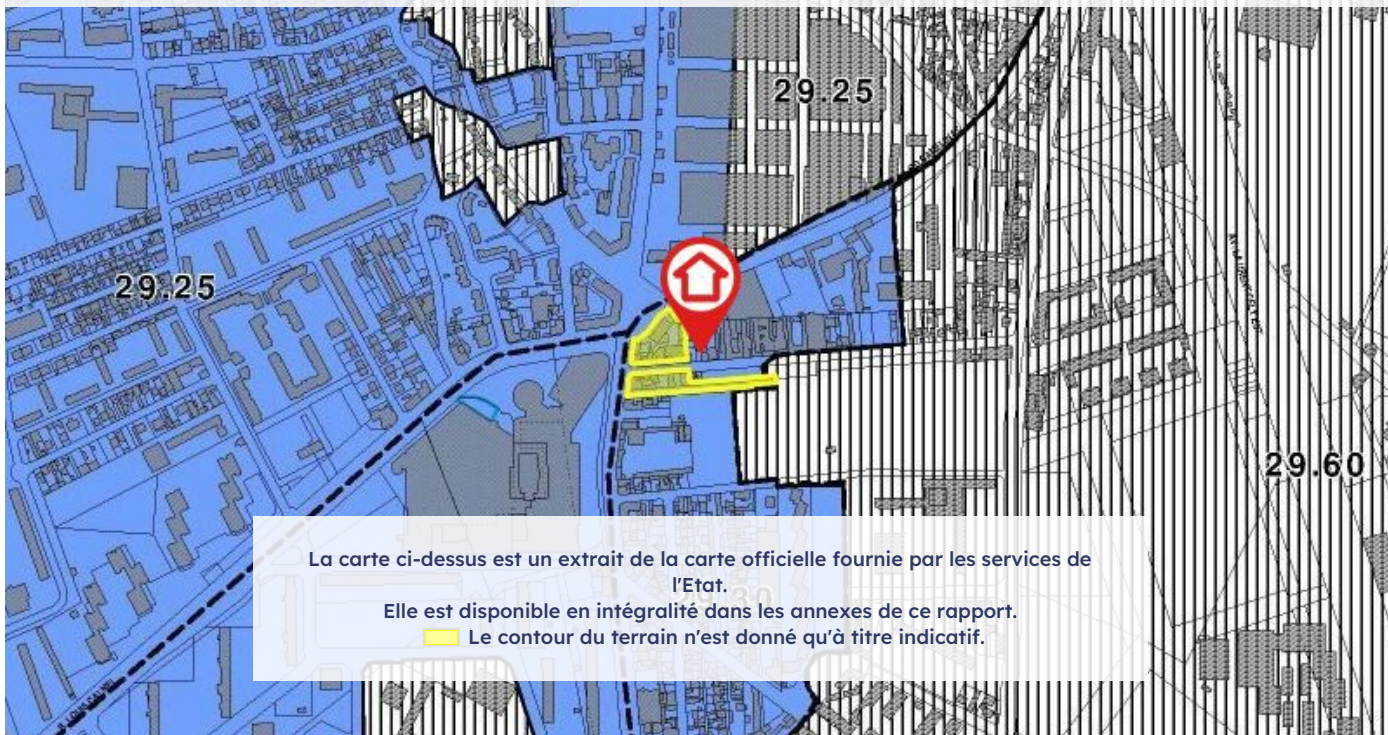 29.25
29.25
29.60
29.30
La carte ci-dessus est un extrait de la carte officielle fournie par les services de
l'Etat.
Elle est disponible en intégralité dans les annexes de ce rapport.
Le contour du terrain n'est donné qu'à titre indicatif.